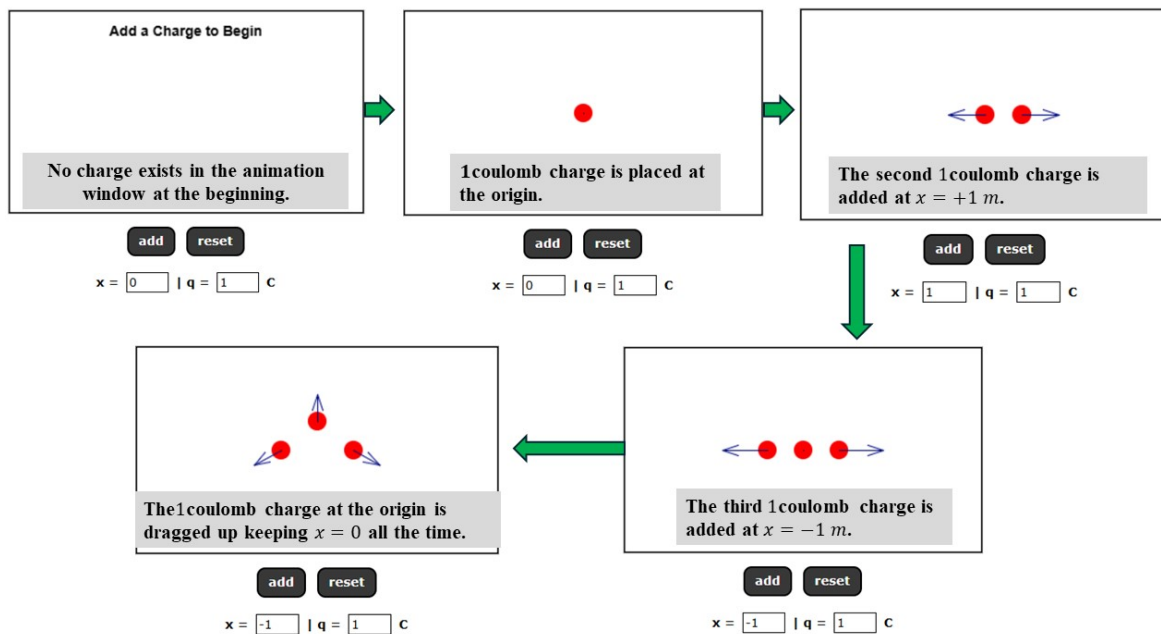 Add a Charge to Begin
No charge exists in the animation
window at the beginning.
add reset
x = 0 | q = 1 C
1coulomb charge is placed at
the origin.
add reset
x = 0 | q = 1 C
The second 1coulomb charge is
added at x = +1 m.
add reset
x = 1 | q = 1 C
The1coulomb charge at the origin is
dragged up keeping x = 0 all the time.
add reset
x = -1 | q = 1 C
The third 1coulomb charge is
added at x = −1 m.
add reset
x = -1 | q = 1 C